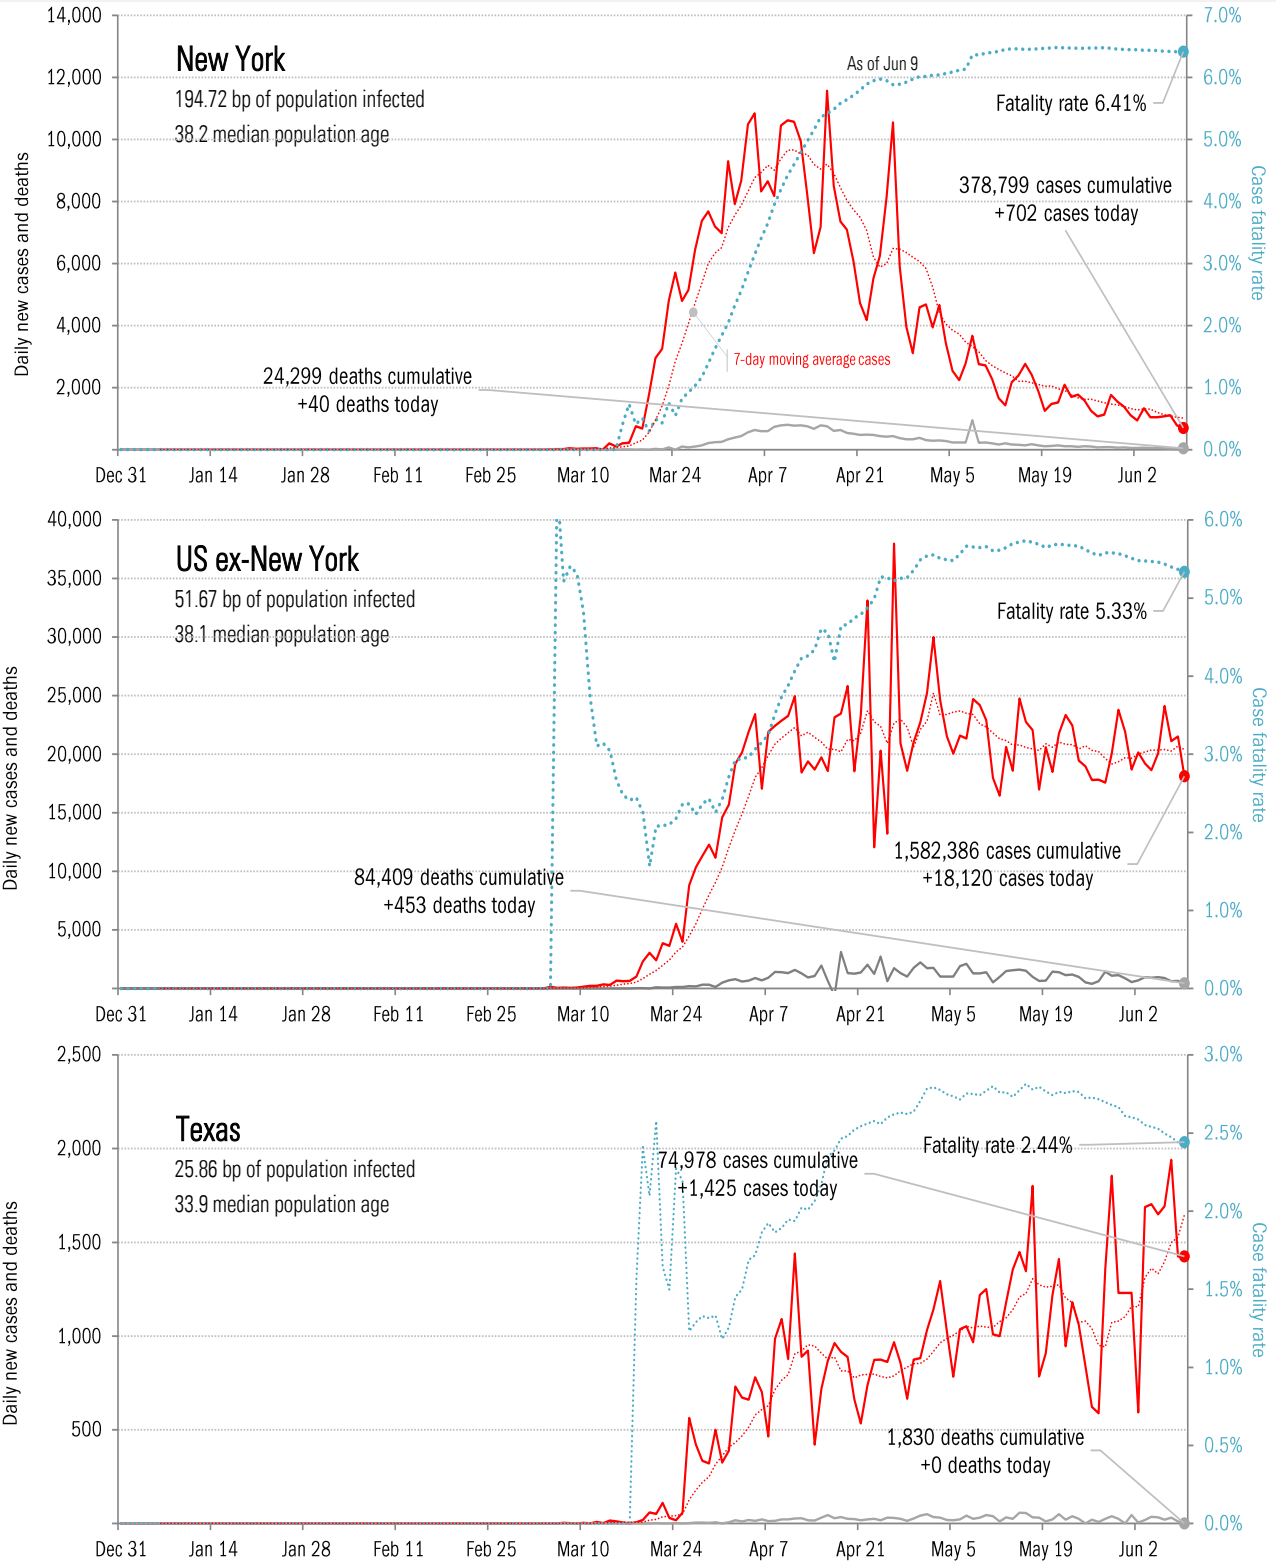 14,000
7.0%
New York
As of Jun 9
194.72 bp of population infected
38.2 median population age
12,000
6.0%
Fatality rate 6.41%
10,000
5.0%
378,799 cases cumulative
+702 cases today
8,000
4.0%
6,000
3.0%
4,000
2.0%
7-day moving average cases
24,299 deaths cumulative
+40 deaths today
2,000
1.0%
0.0%
Daily new cases and deaths
Case fatality rate
Dec 31 Jan 14 Jan 28 Feb 11 Feb 25 Mar 10 Mar 24 Apr 7 Apr 21 May 5 May 19 Jun 2
40,000
6.0%
US ex-New York
51.67 bp of population infected
38.1 median population age
35,000
5.0%
Fatality rate 5.33%
30,000
4.0%
25,000
3.0%
20,000
2.0%
15,000
1,582,386 cases cumulative
+18,120 cases today
10,000
84,409 deaths cumulative
+453 deaths today
1.0%
5,000
0.0%
Daily new cases and deaths
Case fatality rate
Dec 31 Jan 14 Jan 28 Feb 11 Feb 25 Mar 10 Mar 24 Apr 7 Apr 21 May 5 May 19 Jun 2
2,500
3.0%
Texas
25.86 bp of population infected
33.9 median population age
2,000
2.5%
Fatality rate 2.44%
74,978 cases cumulative
+1,425 cases today
2.0%
1,500
1.5%
1,000
1.0%
500
0.5%
1,830 deaths cumulative
+0 deaths today
0.0%
Daily new cases and deaths
Case fatality rate
Dec 31 Jan 14 Jan 28 Feb 11 Feb 25 Mar 10 Mar 24 Apr 7 Apr 21 May 5 May 19 Jun 2